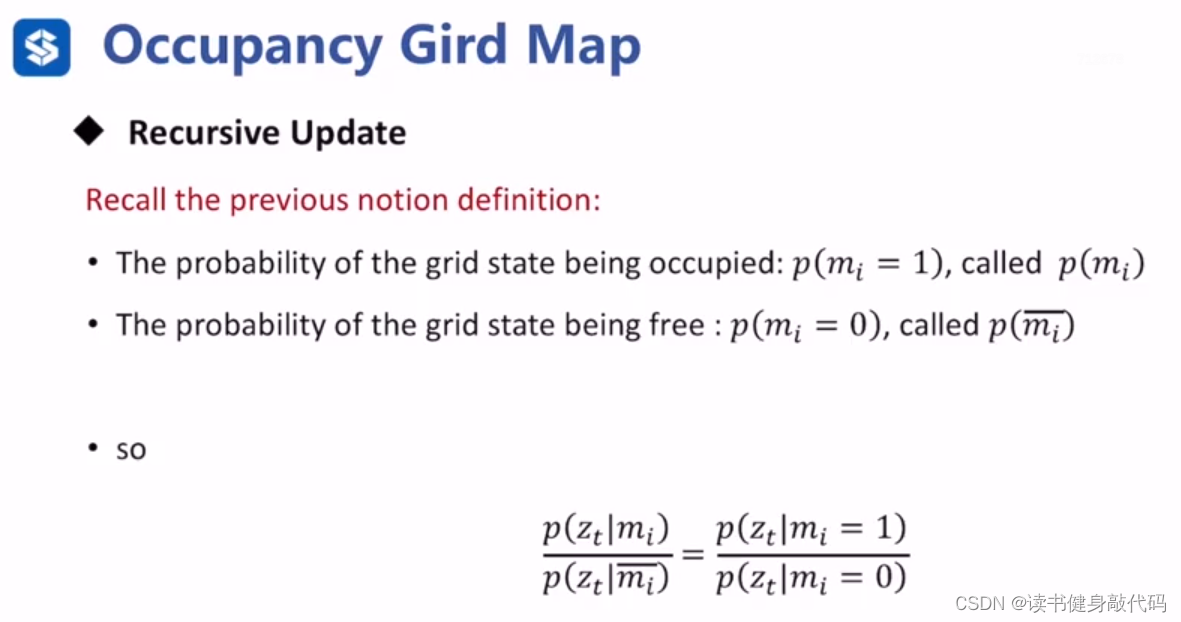 Occupancy Gird Map
◆ Recursive Update
Recall the previous notion definition:
• The probability of the grid state being occupied: $p(m_i = 1)$, called $p(m_i)$
• The probability of the grid state being free : $p(m_i = 0)$, called $p(\overline{m_i})$
• so
$\frac{p(z_t|m_i)}{p(z_t|\overline{m_i})} = \frac{p(z_t|m_i = 1)}{p(z_t|m_i = 0)}$
CSDN @读书健身敲代码